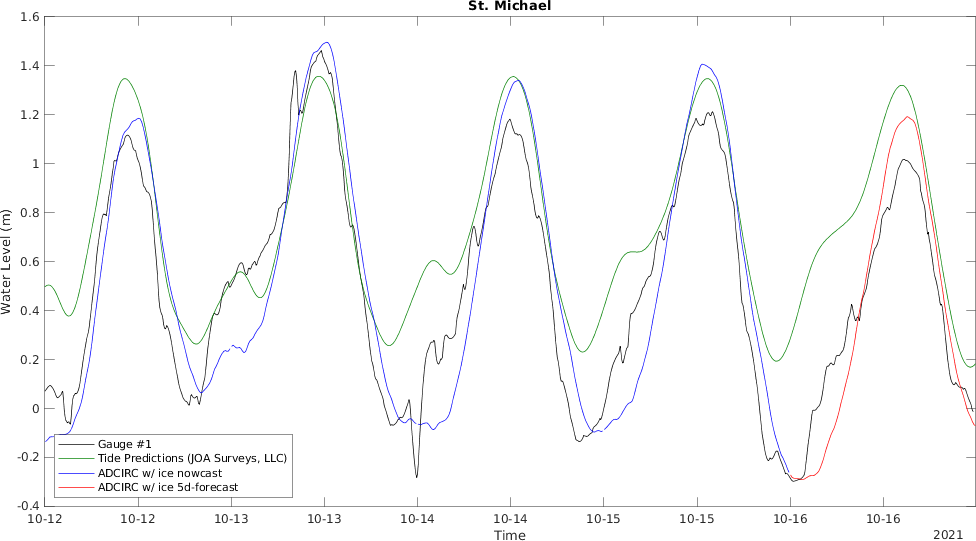 St. Michael
1.6
1.4
1.2
1
0.8
0.6
0.4
0.2
0
-0.2
-0.4
Water Level (m)
Gauge #1
Tide Predictions (JOA Surveys, LLC)
ADCIRC w/ ice nowcast
ADCIRC w/ ice 5d-forecast
10-12 10-12 10-13 10-13 10-14 10-14 10-15 10-15 10-16 10-16
Time
2021